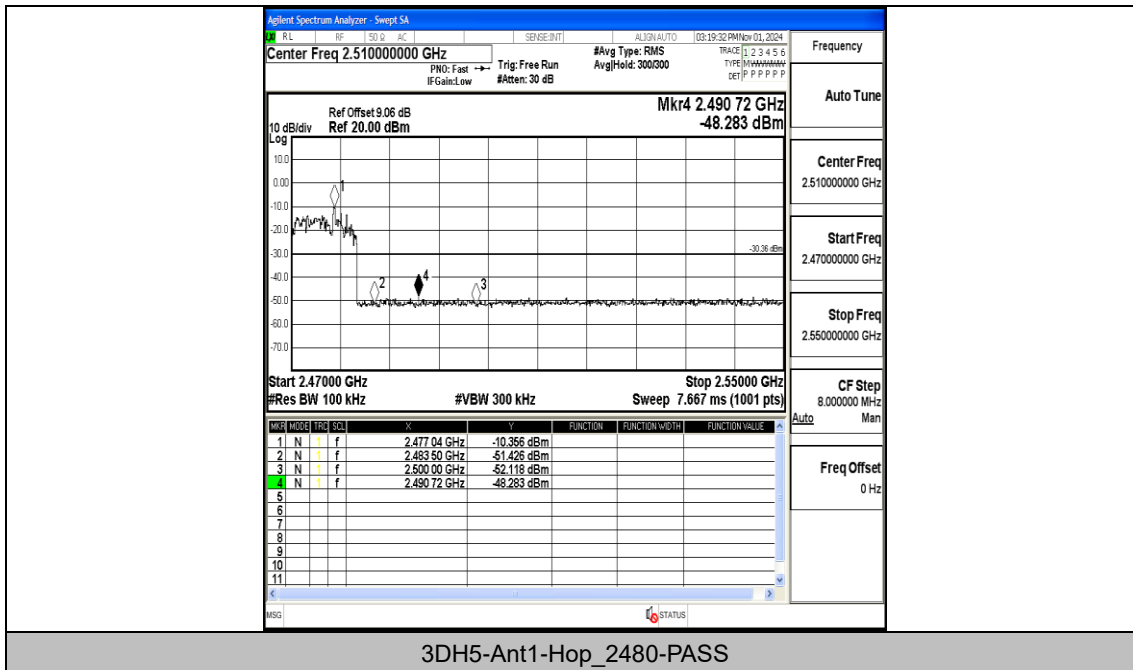 Agilent Spectrum Analyzer - Swept SA
RL RF 50 Ω AC SENSE:INT ALIGN AUTO 03:19:32 PM Nov 01, 2024
Center Freq 2.510000000 GHz #Avg Type: RMS TRACE 1 2 3 4 5 6
PNO: Fast Trig: Free Run Avg|Hold: 300/300 TYPE
IFGain:Low #Atten: 30 dB DET P P P P P P
Mkr4 2.490 72 GHz
-48.283 dBm
Ref Offset 9.06 dB
10 dB/div Ref 20.00 dBm
Log
10.0
0.00
-10.0
-20.0
-30.0
-40.0
-50.0
-60.0
-70.0
1
2
4
3
-30.36 dBm
Start 2.47000 GHz Stop 2.55000 GHz
#Res BW 100 kHz #VBW 300 kHz Sweep 7.667 ms (1001 pts)
MKR MODE TRC SCL X Y FUNCTION FUNCTION WIDTH FUNCTION VALUE
1 N 1 f 2.477 04 GHz -10.356 dBm
2 N 1 f 2.483 50 GHz -51.426 dBm
3 N 1 f 2.500 00 GHz -52.118 dBm
4 N 1 f 2.490 72 GHz -48.283 dBm
5
6
7
8
9
10
11
MSG STATUS
Frequency
Auto Tune
Center Freq
2.510000000 GHz
Start Freq
2.470000000 GHz
Stop Freq
2.550000000 GHz
CF Step
8.000000 MHz
Auto Man
Freq Offset
0 Hz
3DH5-Ant1-Hop_2480-PASS